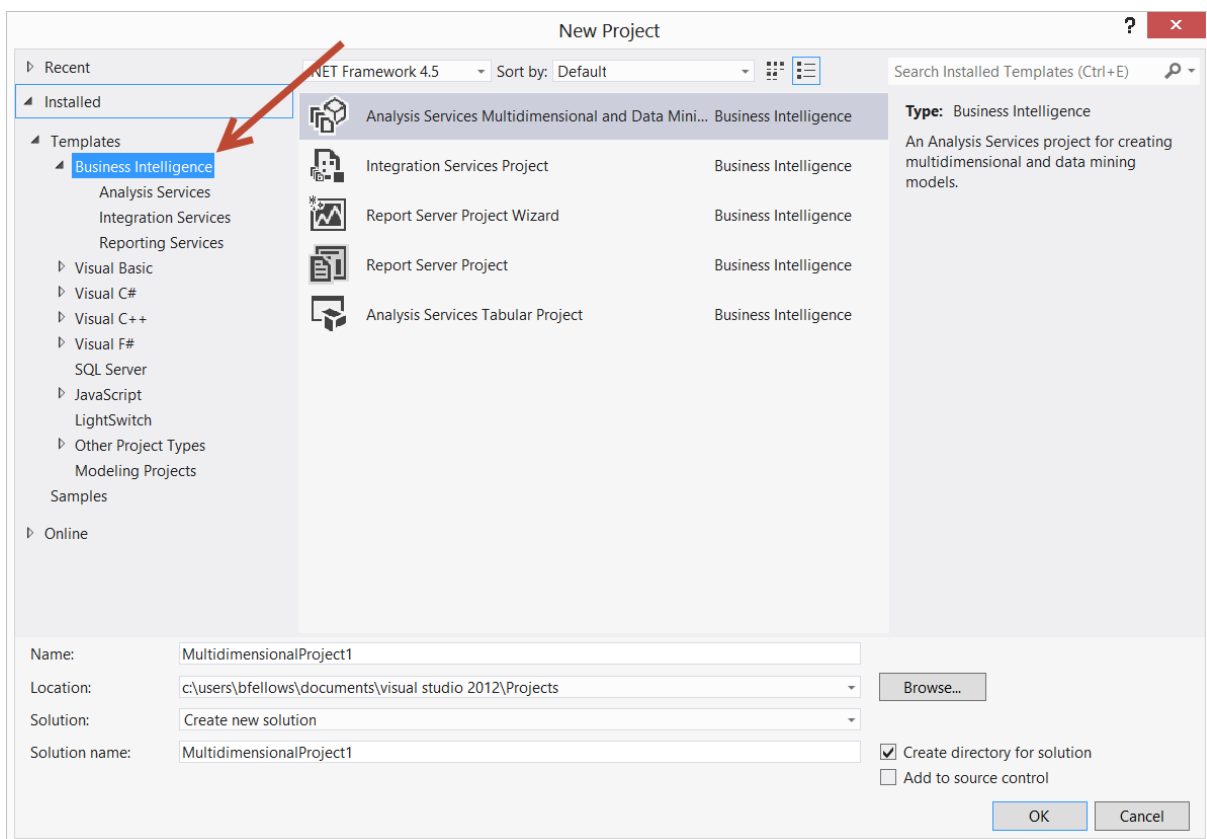 New Project
?
Recent
Installed
Templates
Business Intelligence
Analysis Services
Integration Services
Reporting Services
Visual Basic
Visual C#
Visual C++
Visual F#
SQL Server
JavaScript
LightSwitch
Other Project Types
Modeling Projects
Samples
Online
.NET Framework 4.5 Sort by: Default
Analysis Services Multidimensional and Data Mini... Business Intelligence
Integration Services Project Business Intelligence
Report Server Project Wizard Business Intelligence
Report Server Project Business Intelligence
Analysis Services Tabular Project Business Intelligence
Search Installed Templates (Ctrl+E)
Type: Business Intelligence
An Analysis Services project for creating
multidimensional and data mining
models.
Name: MultidimensionalProject1
Location: c:\users\bfellows\documents\visual studio 2012\Projects
Browse...
Solution: Create new solution
Solution name: MultidimensionalProject1
Create directory for solution
Add to source control
OK Cancel